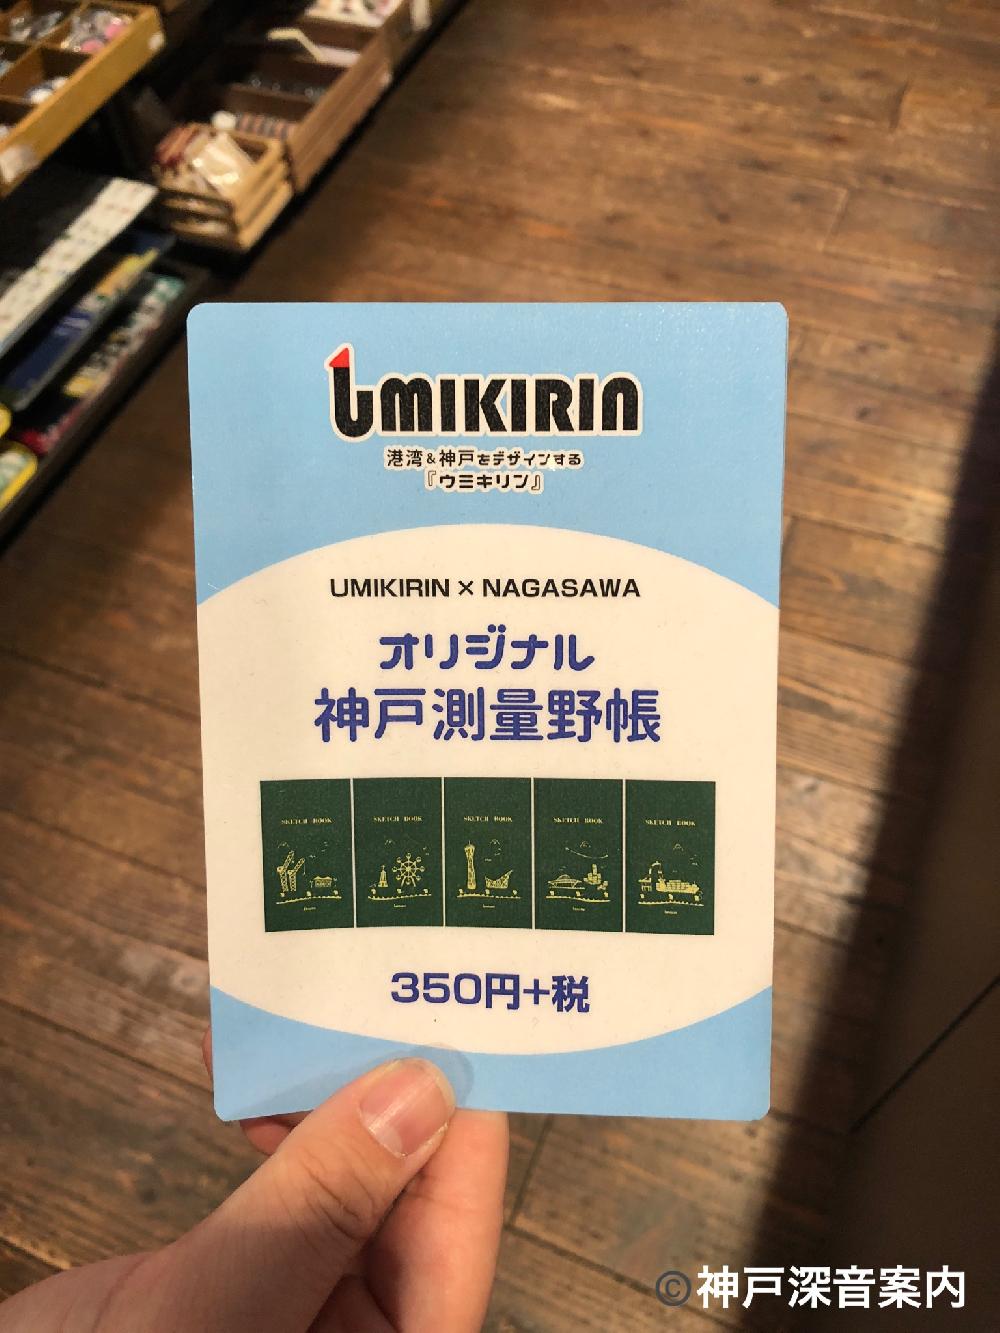 UMIKIRIN
港湾&神戸をデザインする
『ウミキリン』
UMIKIRIN × NAGASAWA
オリジナル
神戸測量野帳
SKETCH BOOK SKETCH BOOK SKETCH BOOK SKETCH BOOK SKETCH BOOK
350円+税
©神戸深音案内